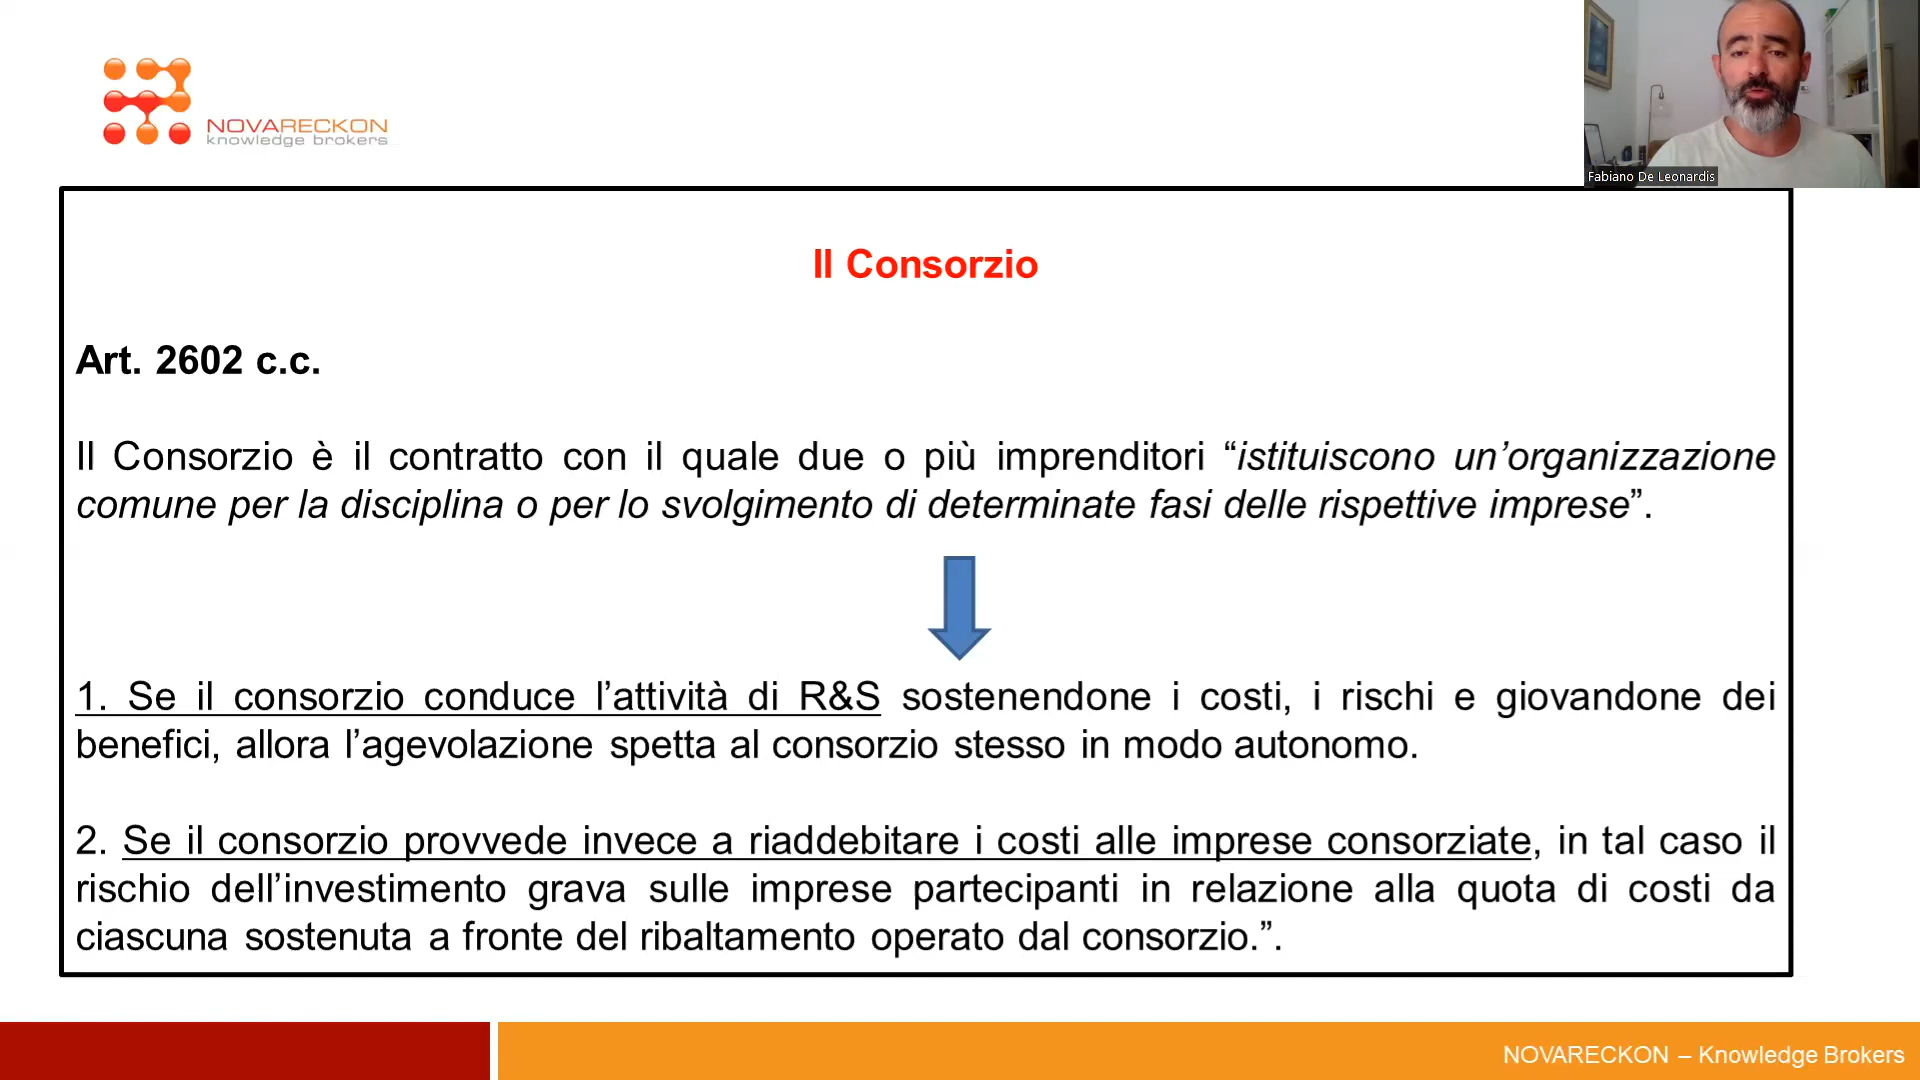 NOVARECKON
knowledge brokers
Fabiano De Leonardis
Il Consorzio
Art. 2602 c.c.
Il Consorzio è il contratto con il quale due o più imprenditori “istituiscono un’organizzazione
comune per la disciplina o per lo svolgimento di determinate fasi delle rispettive imprese”.
1. Se il consorzio conduce l’attività di R&S sostenendone i costi, i rischi e giovandone dei
benefici, allora l’agevolazione spetta al consorzio stesso in modo autonomo.
2. Se il consorzio provvede invece a riaddebitare i costi alle imprese consorziate, in tal caso il
rischio dell’investimento grava sulle imprese partecipanti in relazione alla quota di costi da
ciascuna sostenuta a fronte del ribaltamento operato dal consorzio.”.
NOVARECKON – Knowledge Brokers